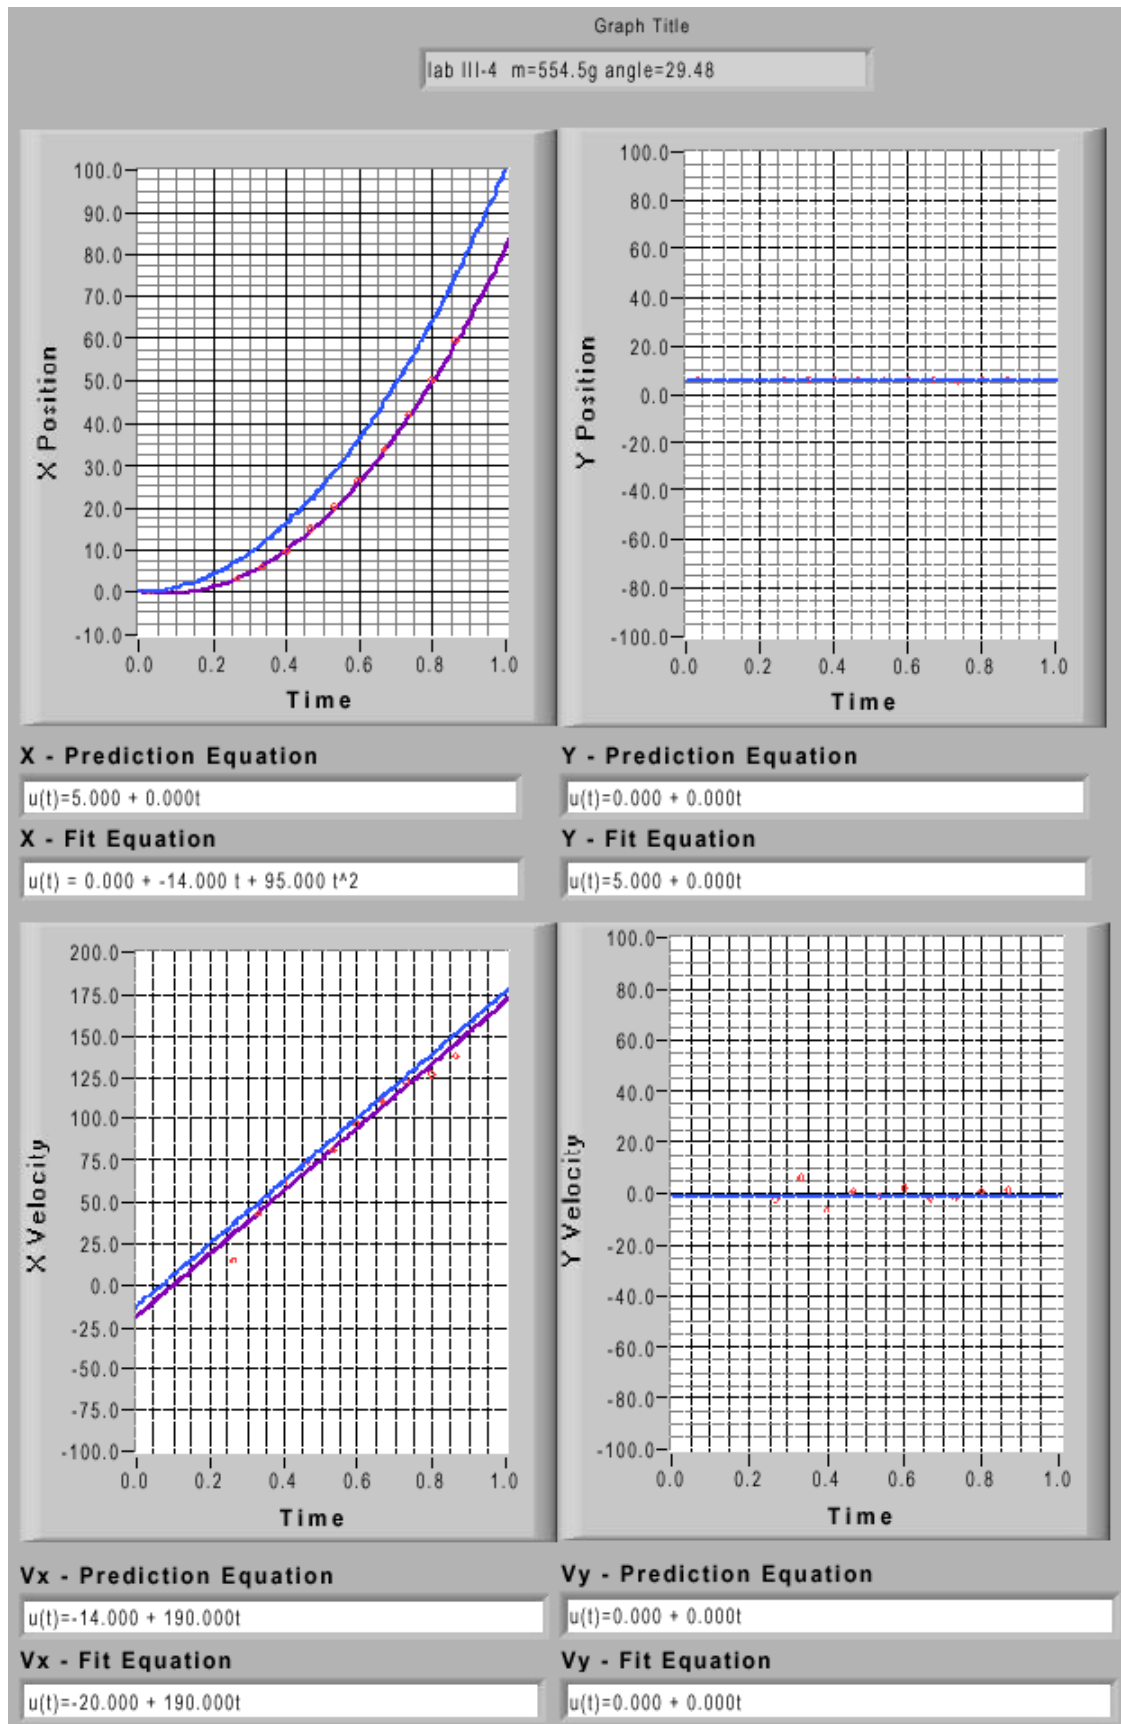 Graph Title
lab III-4 m=554.5g angle=29.48
100.0
90.0
80.0
70.0
60.0
50.0
40.0
30.0
20.0
10.0
0.0
-10.0
X Position
0.0 0.2 0.4 0.6 0.8 1.0
Time
100.0
80.0
60.0
40.0
20.0
0.0
-20.0
-40.0
-60.0
-80.0
-100.0
Y Position
0.0 0.2 0.4 0.6 0.8 1.0
Time
X - Prediction Equation
u(t)=5.000 + 0.000t
X - Fit Equation
u(t) = 0.000 + -14.000 t + 95.000 t^2
Y - Prediction Equation
u(t)=0.000 + 0.000t
Y - Fit Equation
u(t)=5.000 + 0.000t
200.0
175.0
150.0
125.0
100.0
75.0
50.0
25.0
0.0
-25.0
-50.0
-75.0
-100.0
X Velocity
0.0 0.2 0.4 0.6 0.8 1.0
Time
100.0
80.0
60.0
40.0
20.0
0.0
-20.0
-40.0
-60.0
-80.0
-100.0
Y Velocity
0.0 0.2 0.4 0.6 0.8 1.0
Time
Vx - Prediction Equation
u(t)=-14.000 + 190.000t
Vx - Fit Equation
u(t)=-20.000 + 190.000t
Vy - Prediction Equation
u(t)=0.000 + 0.000t
Vy - Fit Equation
u(t)=0.000 + 0.000t